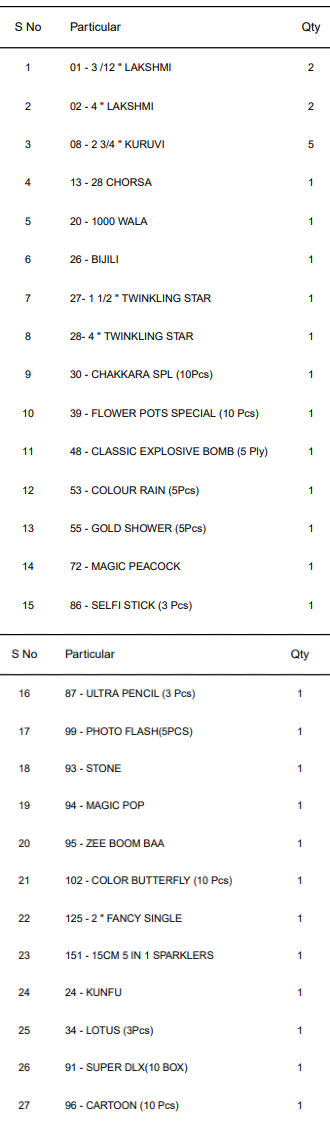 S No Particular Qty
1 01 - 3 /12 " LAKSHMI 2
2 02 - 4 " LAKSHMI 2
3 08 - 2 3/4 " KURUVI 5
4 13 - 28 CHORSA 1
5 20 - 1000 WALA 1
6 26 - BIJILI 1
7 27- 1 1/2 " TWINKLING STAR 1
8 28- 4 " TWINKLING STAR 1
9 30 - CHAKKARA SPL (10Pcs) 1
10 39 - FLOWER POTS SPECIAL (10 Pcs) 1
11 48 - CLASSIC EXPLOSIVE BOMB (5 Ply) 1
12 53 - COLOUR RAIN (5Pcs) 1
13 55 - GOLD SHOWER (5Pcs) 1
14 72 - MAGIC PEACOCK 1
15 86 - SELFI STICK (3 Pcs) 1
S No Particular Qty
16 87 - ULTRA PENCIL (3 Pcs) 1
17 99 - PHOTO FLASH(5PCS) 1
18 93 - STONE 1
19 94 - MAGIC POP 1
20 95 - ZEE BOOM BAA 1
21 102 - COLOR BUTTERFLY (10 Pcs) 1
22 125 - 2 " FANCY SINGLE 1
23 151 - 15CM 5 IN 1 SPARKLERS 1
24 24 - KUNFU 1
25 34 - LOTUS (3Pcs) 1
26 91 - SUPER DLX(10 BOX) 1
27 96 - CARTOON (10 Pcs) 1